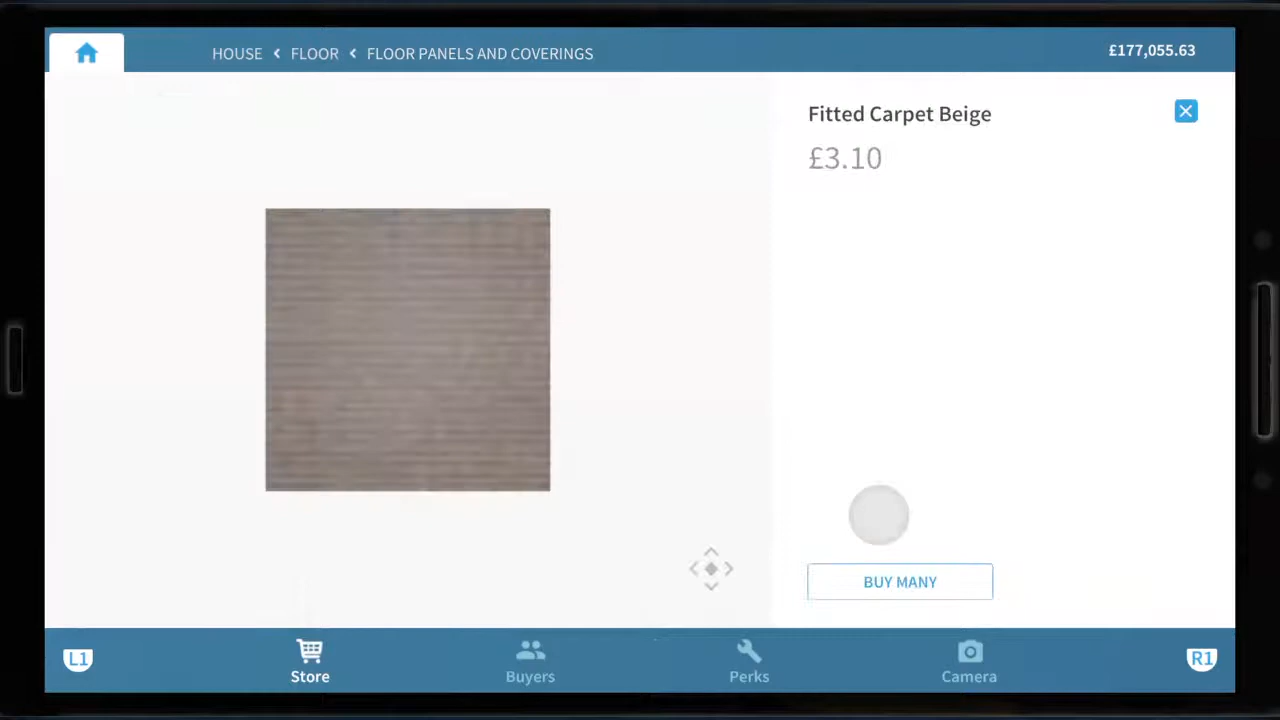 HOUSE < FLOOR < FLOOR PANELS AND COVERINGS
£177,055.63
Fitted Carpet Beige
£3.10
BUY MANY
L1
Store
Buyers
Perks
Camera
R1